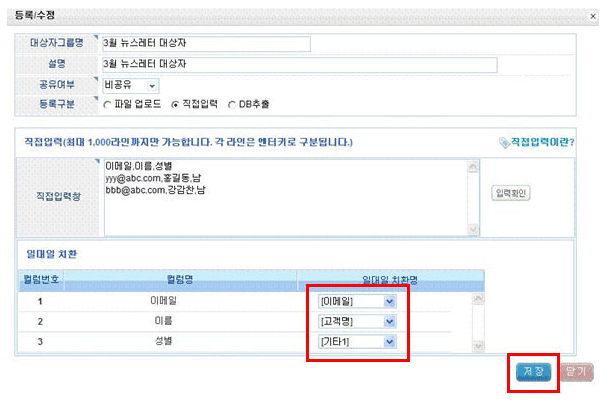 등록/수정
대상자그룹명 3월 뉴스레터 대상자
설명 3월 뉴스레터 대상자
공유여부 비공유
등록구분 파일 업로드 직접입력 DB추출
직접입력(최대 1,000라인까지만 가능합니다. 각 라인은 엔터키로 구분됩니다.) 직접입력이란?
직접입력창
이메일,이름,성별
yyy@abc.com,홍길동,남
bbb@abc.com,강감찬,남
입력확인
일대일 치환
컬럼번호 컬럼명 일대일 치환명
1 이메일 [이메일]
2 이름 [고객명]
3 성별 [기타1]
저장 닫기